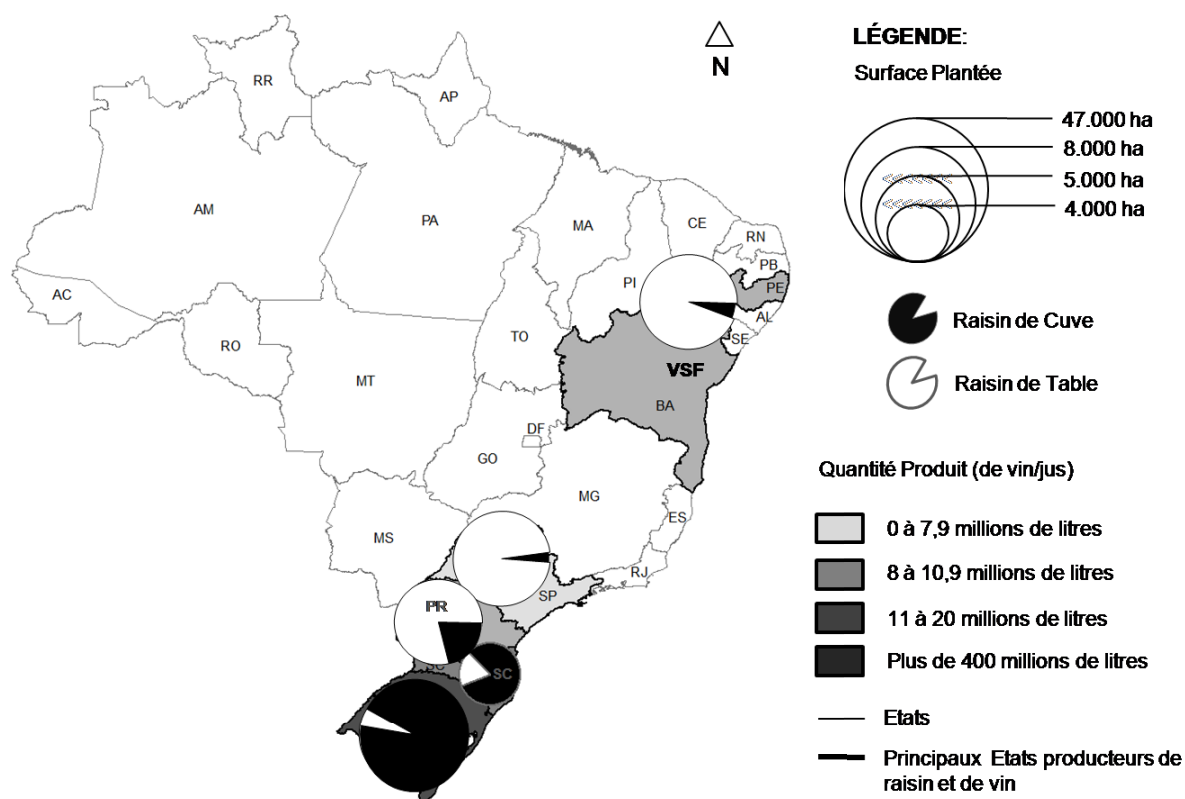 N
RR
AP
AM
PA
MA
CE
RN
PB
PE
PI
AL
SE
AC
RO
TO
VSF
BA
MT
DF
GO
MG
ES
MS
RJ
SP
PR
SC
SC
LÉGENDE:
Surface Plantée
47.000 ha
8.000 ha
5.000 ha
4.000 ha
Raisin de Cuve
Raisin de Table
Quantité Produit (de vin/jus)
0 à 7,9 millions de litres
8 à 10,9 millions de litres
11 à 20 millions de litres
Plus de 400 millions de litres
Etats
Principaux Etats producteurs de
raisin et de vin